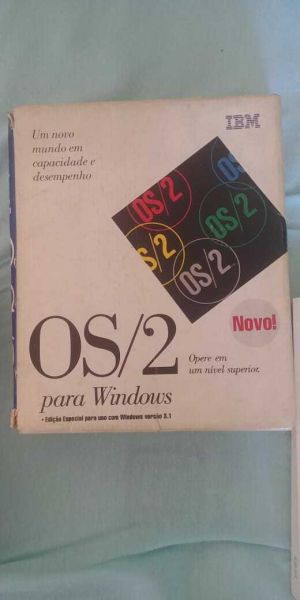 Um novo
mundo em
capacidade e
desempenho
IBM
OS/2
OS/2
OS/2
OS/2
OS/2
Novo!
OS/2
Opere em
um nível superior.
para Windows
• Edição Especial para uso com Windows versão 3.1